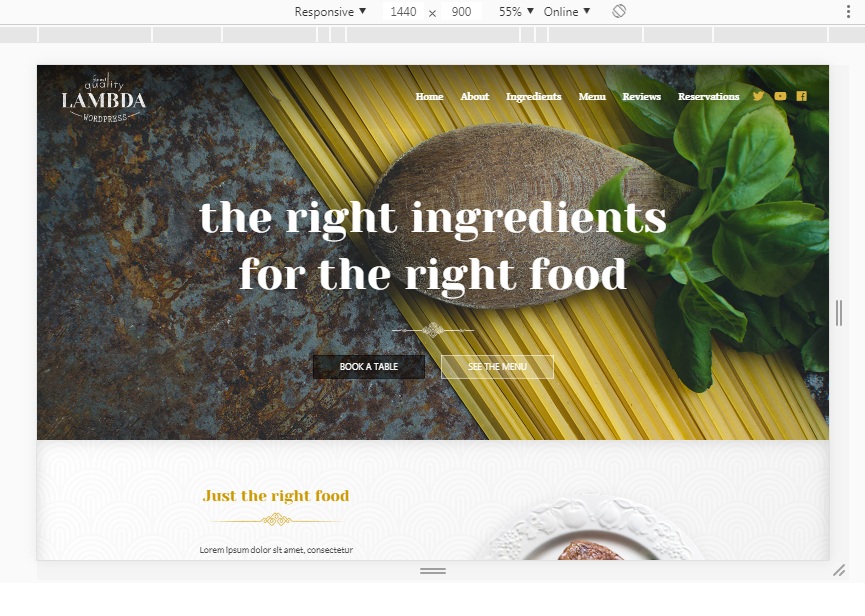 Responsive 1440 × 900 55% Online
quality
LAMBDA
WORDPRESS
Home About Ingredients Menu Reviews Reservations
the right ingredients
for the right food
BOOK A TABLE SEE THE MENU
Just the right food
Lorem ipsum dolor sit amet, consectetur